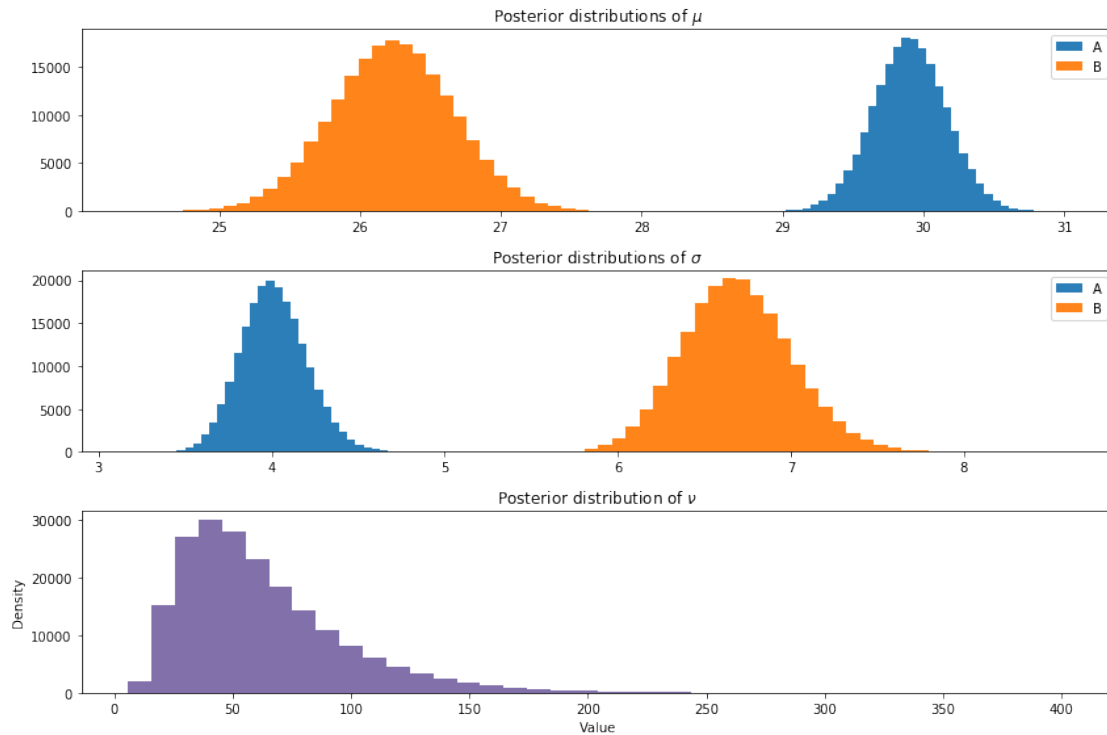 Posterior distributions of μ
15000
10000
5000
0
A
B
25 26 27 28 29 30 31
Posterior distributions of σ
20000
15000
10000
5000
0
A
B
3 4 5 6 7 8
Posterior distribution of ν
Density
30000
20000
10000
0
0 50 100 150 200 250 300 350 400
Value